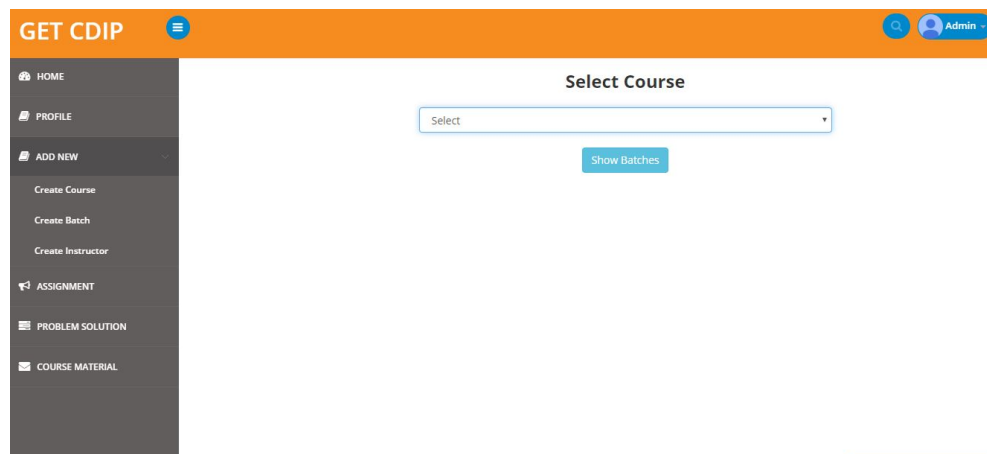 GET CDIP
Admin
HOME
PROFILE
ADD NEW
Create Course
Create Batch
Create Instructor
ASSIGNMENT
PROBLEM SOLUTION
COURSE MATERIAL
Select Course
Select
Show Batches